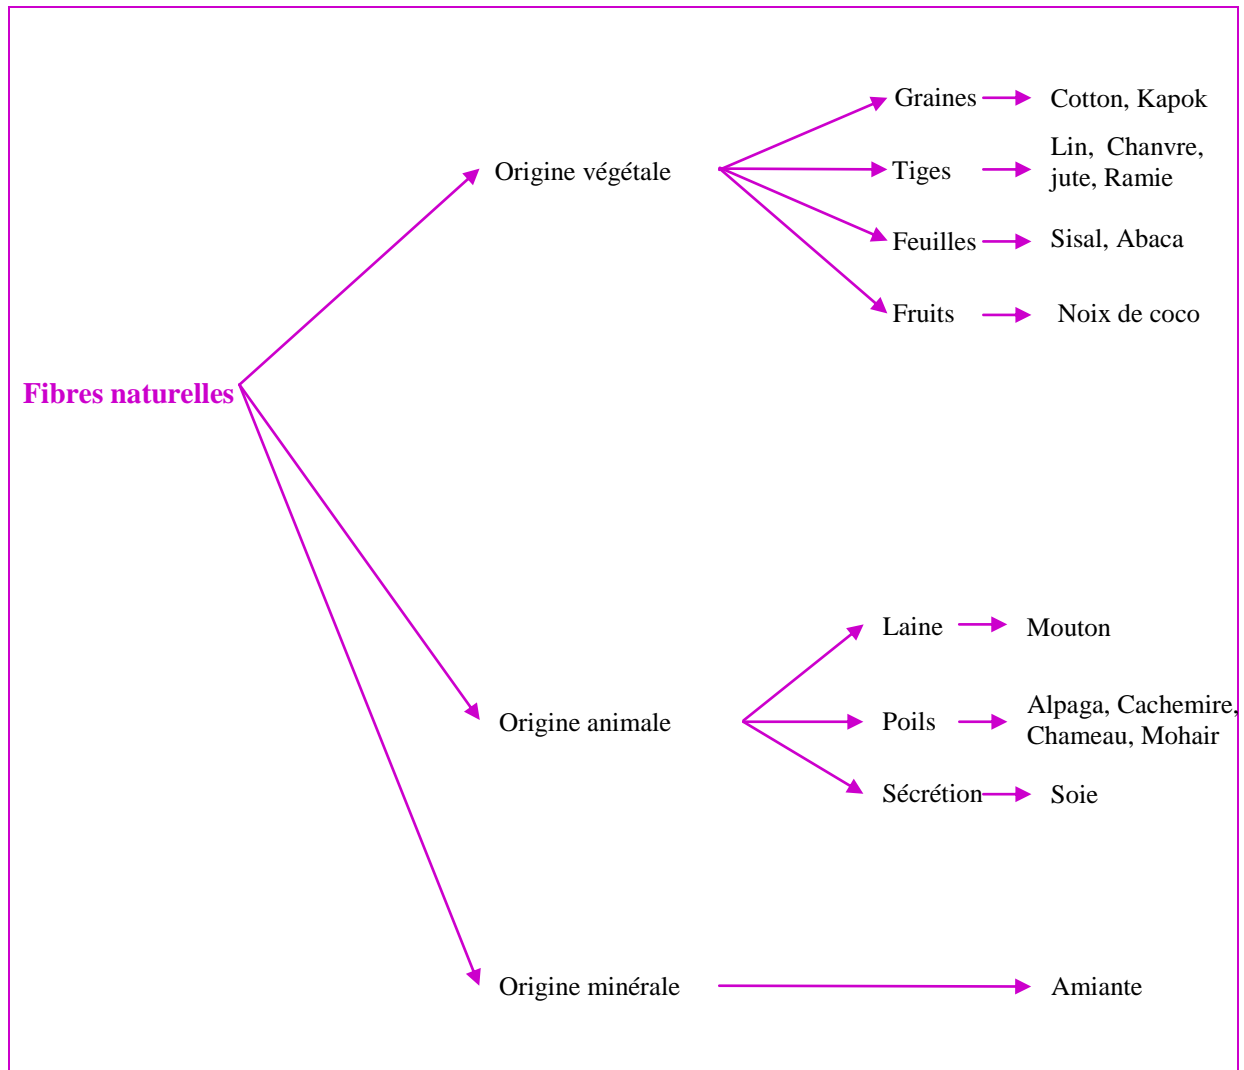 Graines
Cotton, Kapok
Origine végétale
Tiges
Lin, Chanvre,
jute, Ramie
Feuilles
Sisal, Abaca
Fruits
Noix de coco
Fibres naturelles
Laine
Mouton
Origine animale
Poils
Alpaga, Cachemire,
Chameau, Mohair
Sécrétion
Soie
Origine minérale
Amiante